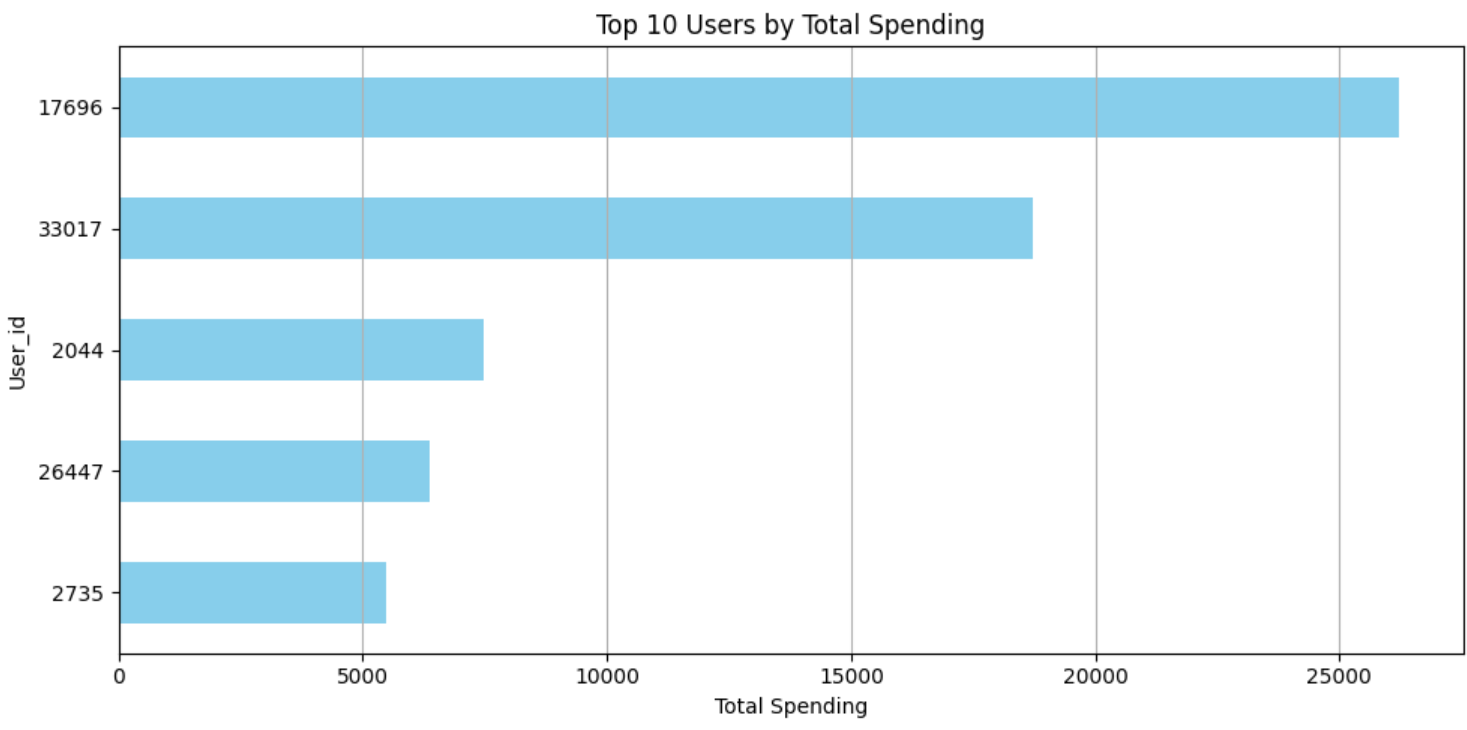 Top 10 Users by Total Spending
17696
33017
2044
26447
2735
User_id
0 5000 10000 15000 20000 25000
Total Spending